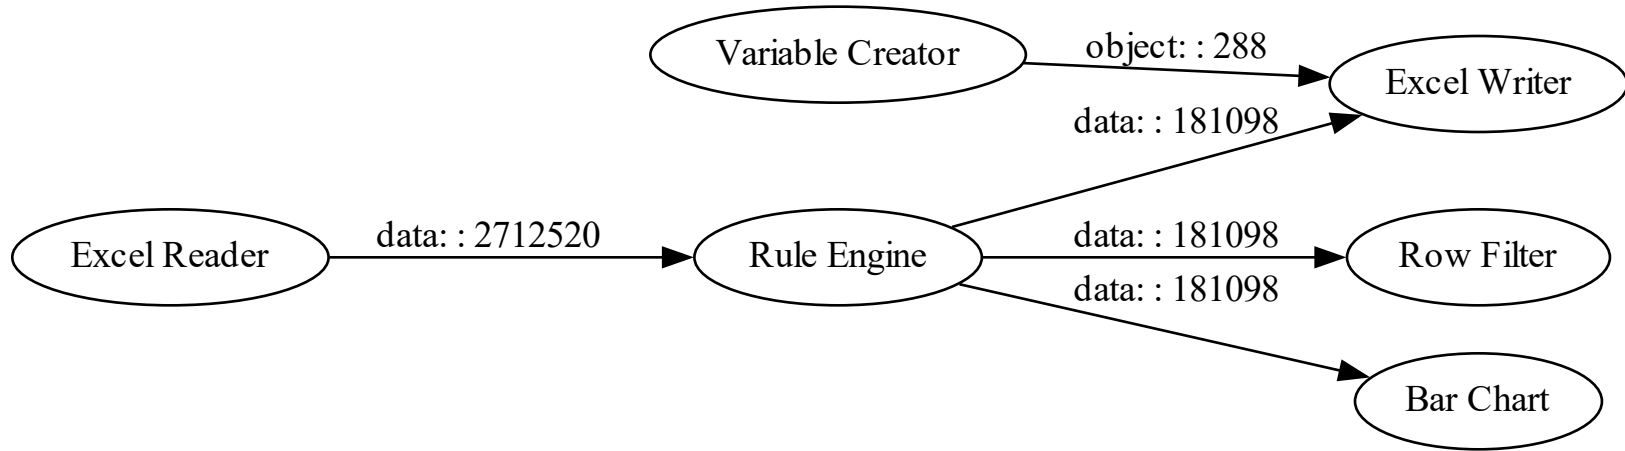 Variable Creator
object: : 288
Excel Writer
data: : 181098
Excel Reader
data: : 2712520
Rule Engine
data: : 181098
Row Filter
data: : 181098
Bar Chart